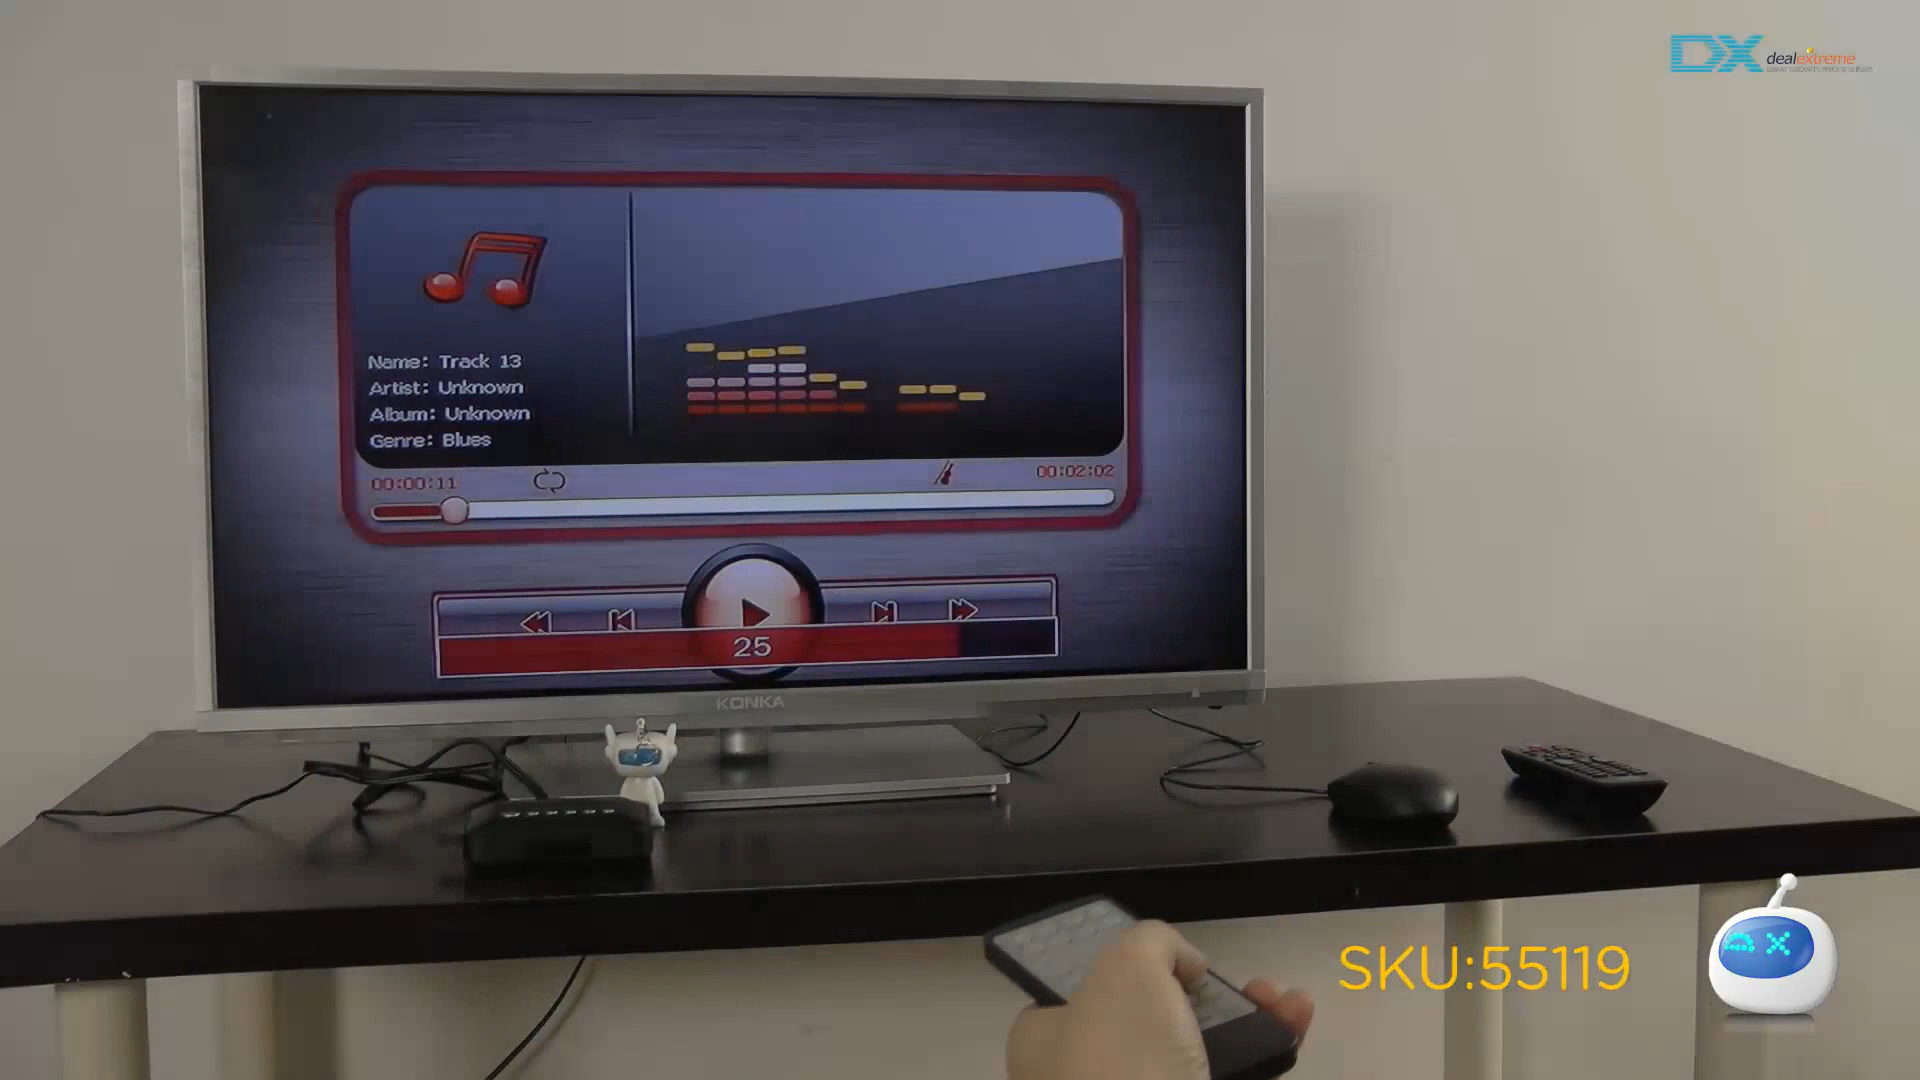 DX dealextreme
Name: Track 13
Artist: Unknown
Album: Unknown
Genre: Blues
00:00:11
00:02:02
25
KONKA
SKU:55119